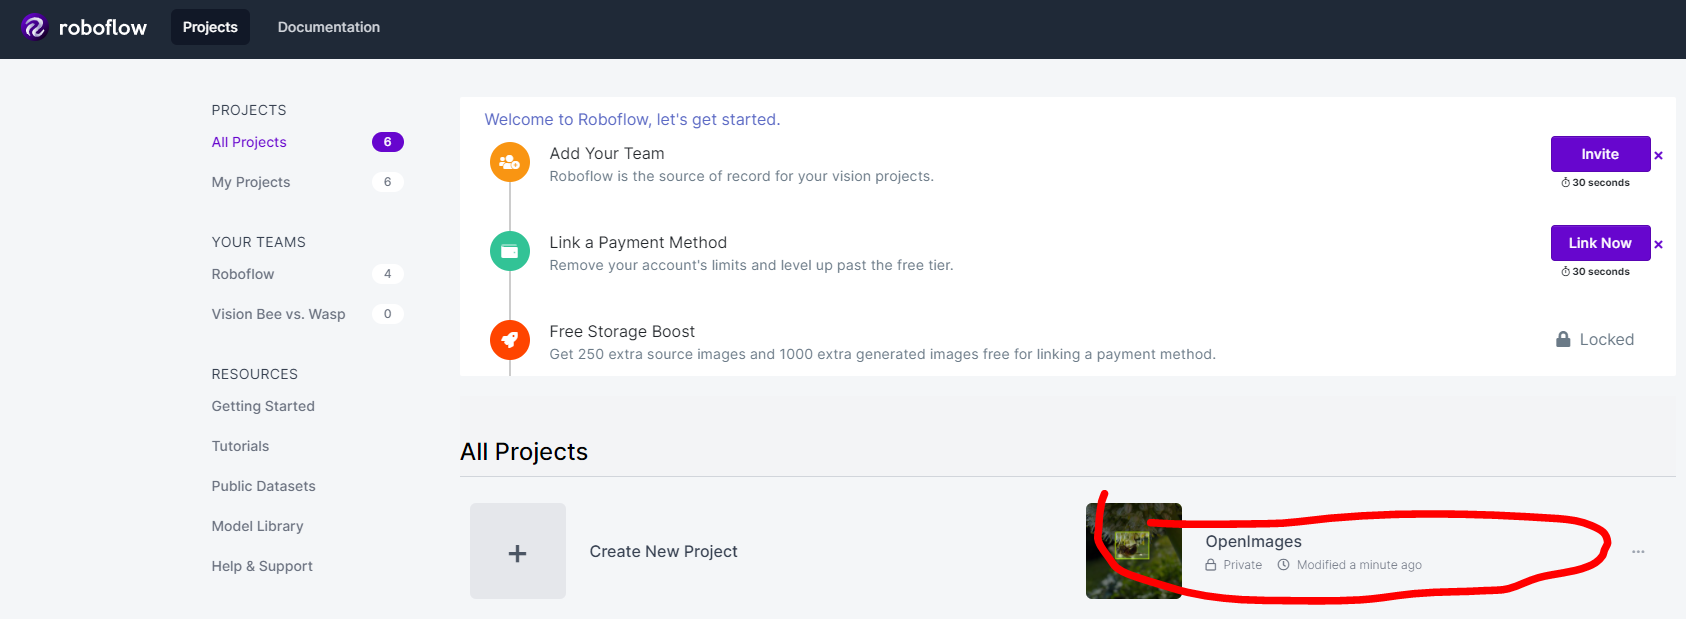 roboflow Projects Documentation
PROJECTS
All Projects 6
My Projects 6
YOUR TEAMS
Roboflow 4
Vision Bee vs. Wasp 0
RESOURCES
Getting Started
Tutorials
Public Datasets
Model Library
Help & Support
Welcome to Roboflow, let's get started.
Add Your Team
Roboflow is the source of record for your vision projects.
Invite
30 seconds
Link a Payment Method
Remove your account's limits and level up past the free tier.
Link Now
30 seconds
Free Storage Boost
Get 250 extra source images and 1000 extra generated images free for linking a payment method.
Locked
All Projects
Create New Project
OpenImages
Private Modified a minute ago